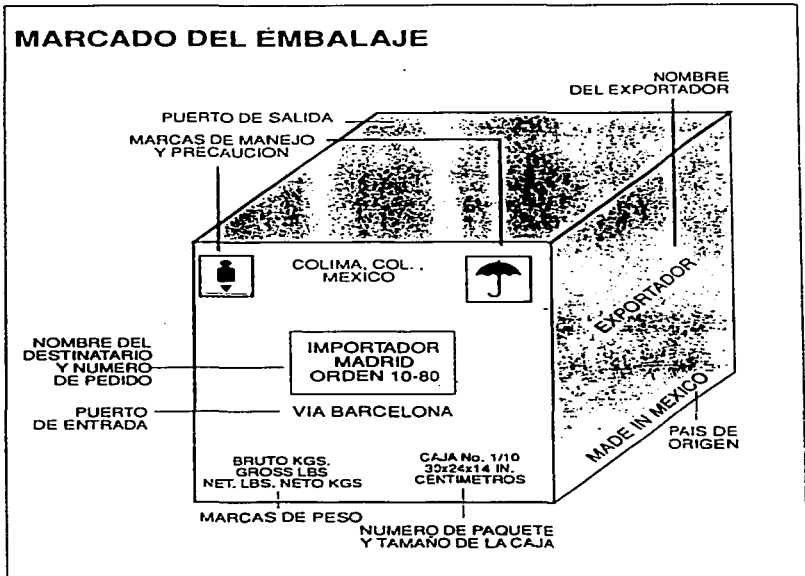 MARCADO DEL EMBALAJE
NOMBRE
DEL EXPORTADOR
PUERTO DE SALIDA
MARCAS DE MANEJO
Y PRECAUCION
COLIMA, COL. ,
MEXICO
EXPORTADOR
NOMBRE DEL
DESTINATARIO
Y NUMERO
DE PEDIDO
IMPORTADOR
MADRID
ORDEN 10-80
PUERTO
DE ENTRADA
VIA BARCELONA
MADE IN MEXICO
PAIS DE
ORIGEN
BRUTO KGS.
GROSS LBS
NET. LBS. NETO KGS
CAJA No. 1/10
30x24x14 IN.
CENTIMETROS
MARCAS DE PESO
NUMERO DE PAQUETE
Y TAMAÑO DE LA CAJA